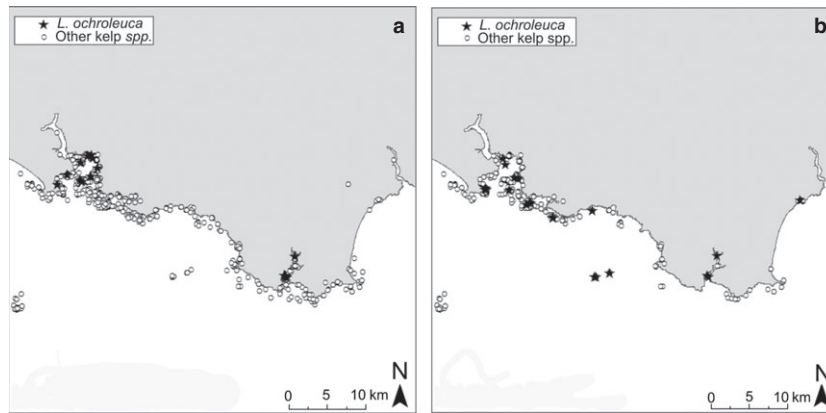 L. ochroleuca
Other kelp spp.
a
N
0 5 10 km
L. ochroleuca
Other kelp spp.
b
N
0 5 10 km